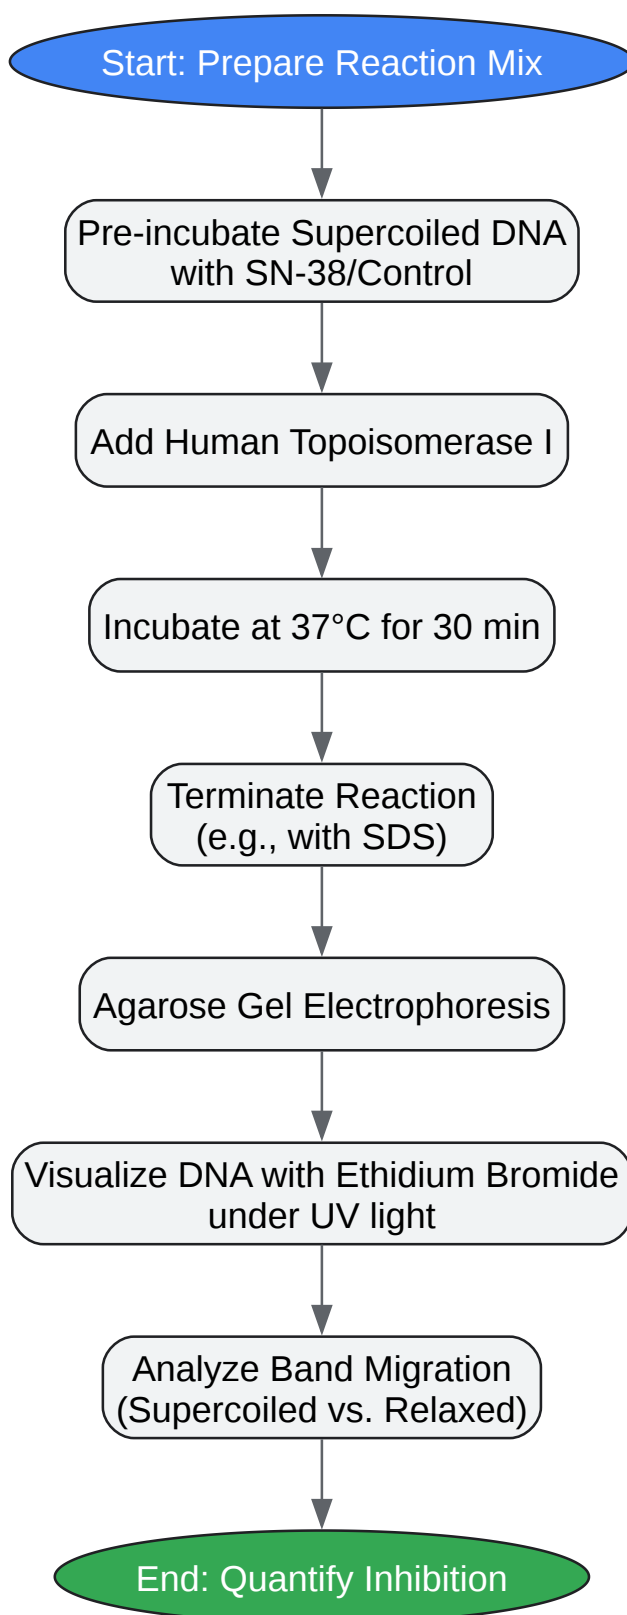 Start: Prepare Reaction Mix
Pre-incubate Supercoiled DNA
with SN-38/Control
Add Human Topoisomerase I
Incubate at 37°C for 30 min
Terminate Reaction
(e.g., with SDS)
Agarose Gel Electrophoresis
Visualize DNA with Ethidium Bromide
under UV light
Analyze Band Migration
(Supercoiled vs. Relaxed)
End: Quantify Inhibition